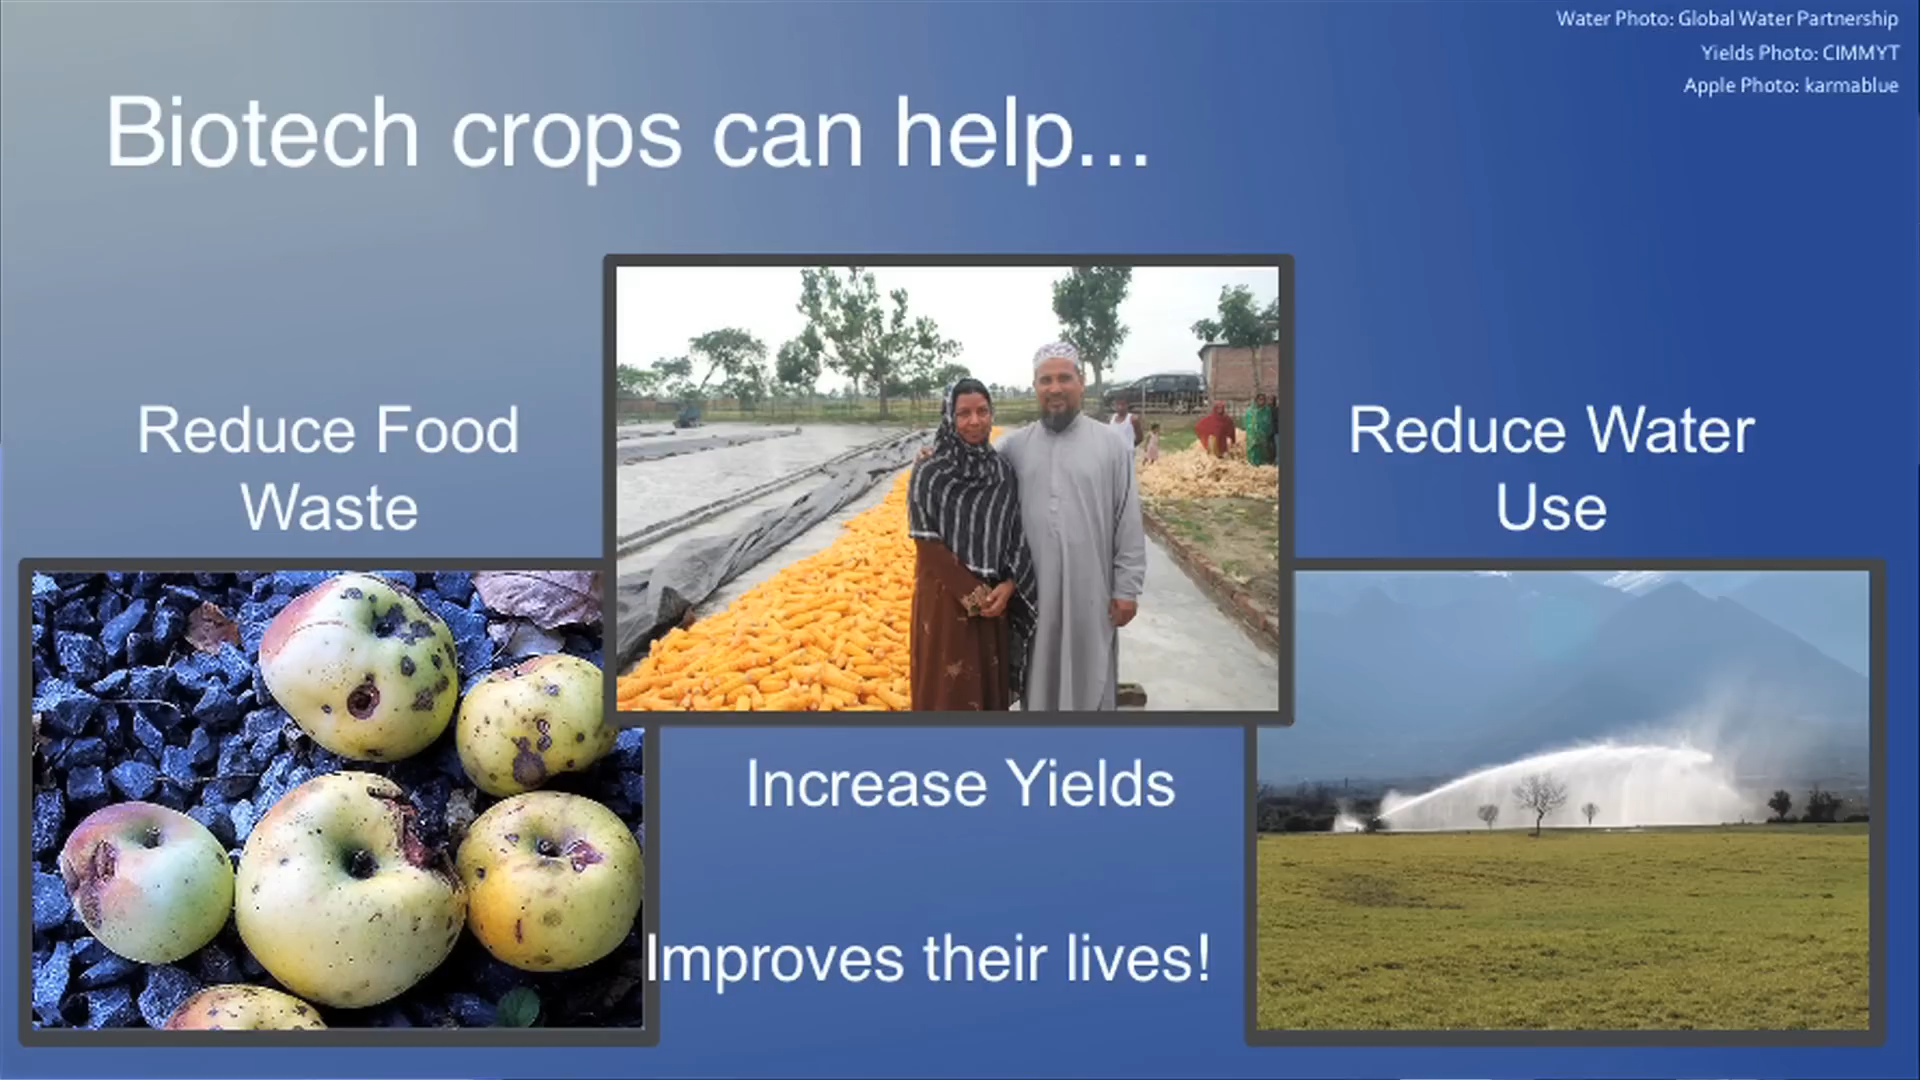 Water Photo: Global Water Partnership
Yields Photo: CIMMYT
Apple Photo: karmablue
Biotech crops can help...
Reduce Food
Waste
Reduce Water
Use
Increase Yields
Improves their lives!